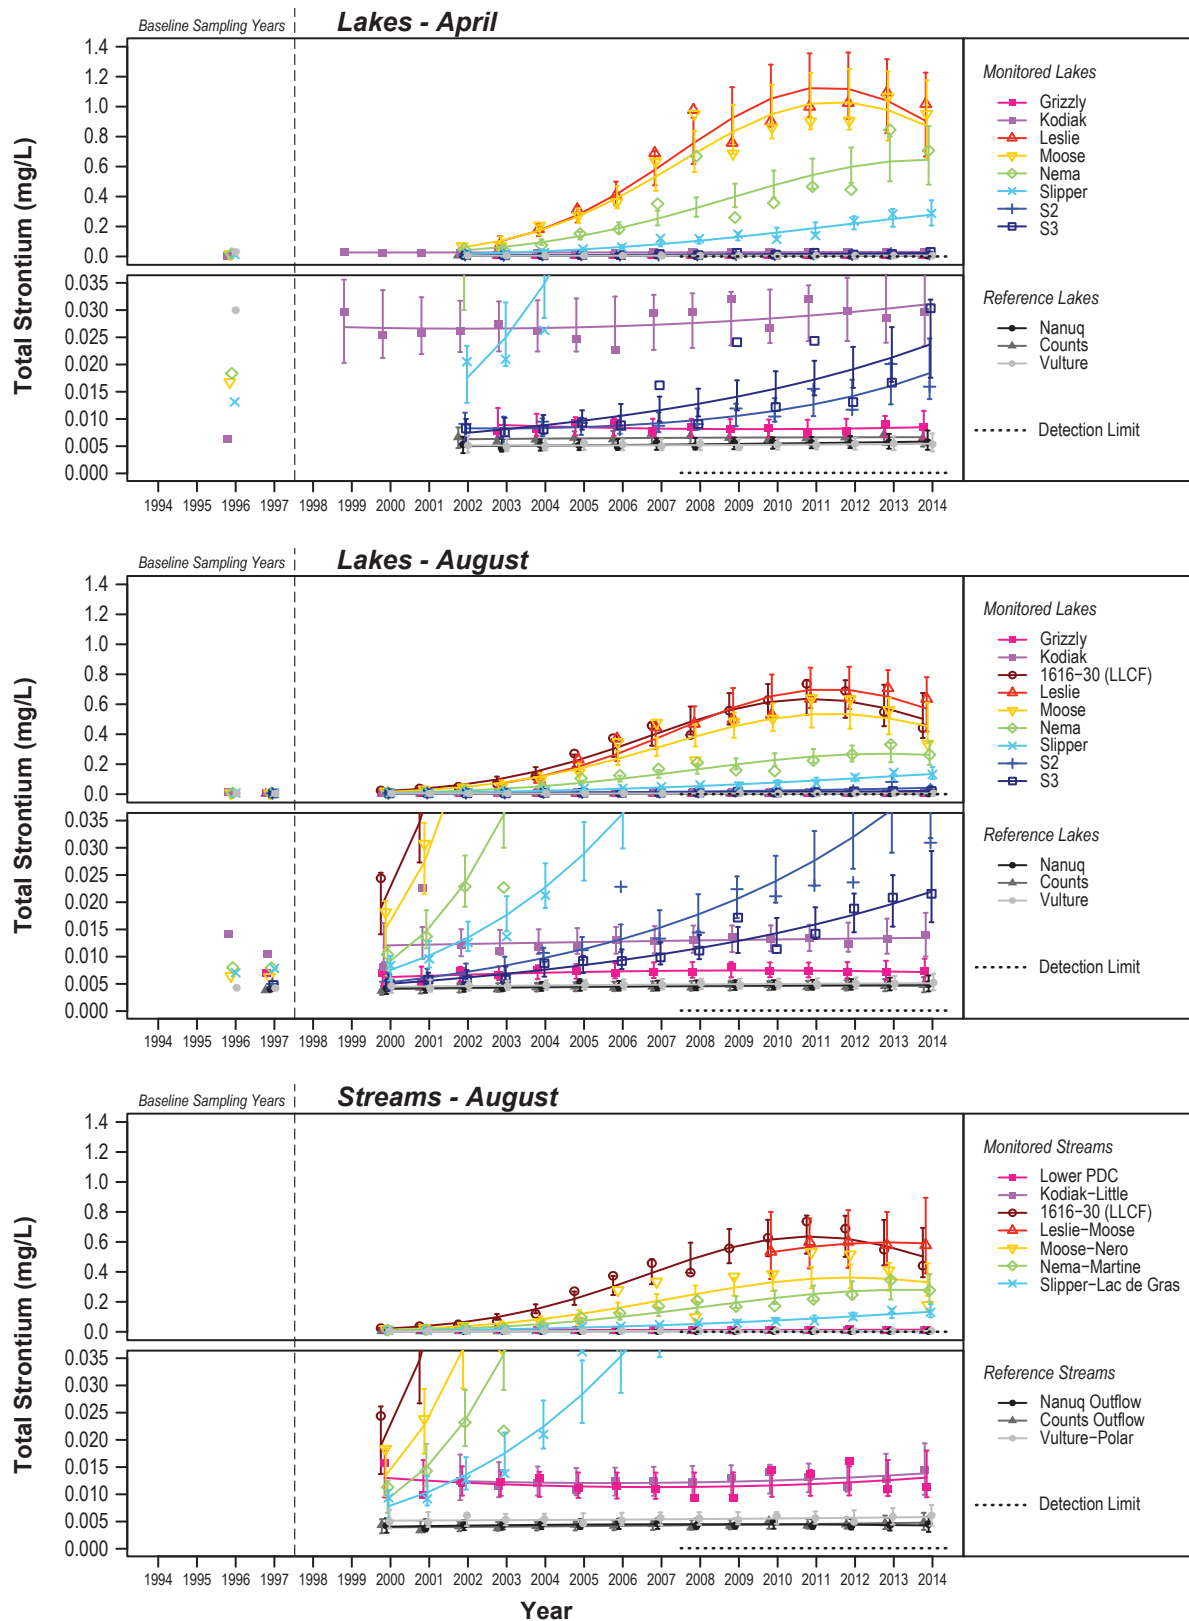 Baseline Sampling Years
Lakes - April
Total Strontium (mg/L)
1.4
1.2
1.0
0.8
0.6
0.4
0.2
0.0
Monitored Lakes
Grizzly
Kodiak
Leslie
Moose
Nema
Slipper
S2
S3
0.035
0.030
0.025
0.020
0.015
0.010
0.005
0.000
Reference Lakes
Nanuq
Counts
Vulture
Detection Limit
1994 1995 1996 1997 1998 1999 2000 2001 2002 2003 2004 2005 2006 2007 2008 2009 2010 2011 2012 2013 2014
Baseline Sampling Years
Lakes - August
Total Strontium (mg/L)
1.4
1.2
1.0
0.8
0.6
0.4
0.2
0.0
Monitored Lakes
Grizzly
Kodiak
1616-30 (LLCF)
Leslie
Moose
Nema
Slipper
S2
S3
0.035
0.030
0.025
0.020
0.015
0.010
0.005
0.000
Reference Lakes
Nanuq
Counts
Vulture
Detection Limit
1994 1995 1996 1997 1998 1999 2000 2001 2002 2003 2004 2005 2006 2007 2008 2009 2010 2011 2012 2013 2014
Baseline Sampling Years
Streams - August
Total Strontium (mg/L)
1.4
1.2
1.0
0.8
0.6
0.4
0.2
0.0
Monitored Streams
Lower PDC
Kodiak-Little
1616-30 (LLCF)
Leslie-Moose
Moose-Nero
Nema-Martine
Slipper-Lac de Gras
0.035
0.030
0.025
0.020
0.015
0.010
0.005
0.000
Reference Streams
Nanuq Outflow
Counts Outflow
Vulture-Polar
Detection Limit
1994 1995 1996 1997 1998 1999 2000 2001 2002 2003 2004 2005 2006 2007 2008 2009 2010 2011 2012 2013 2014
Year